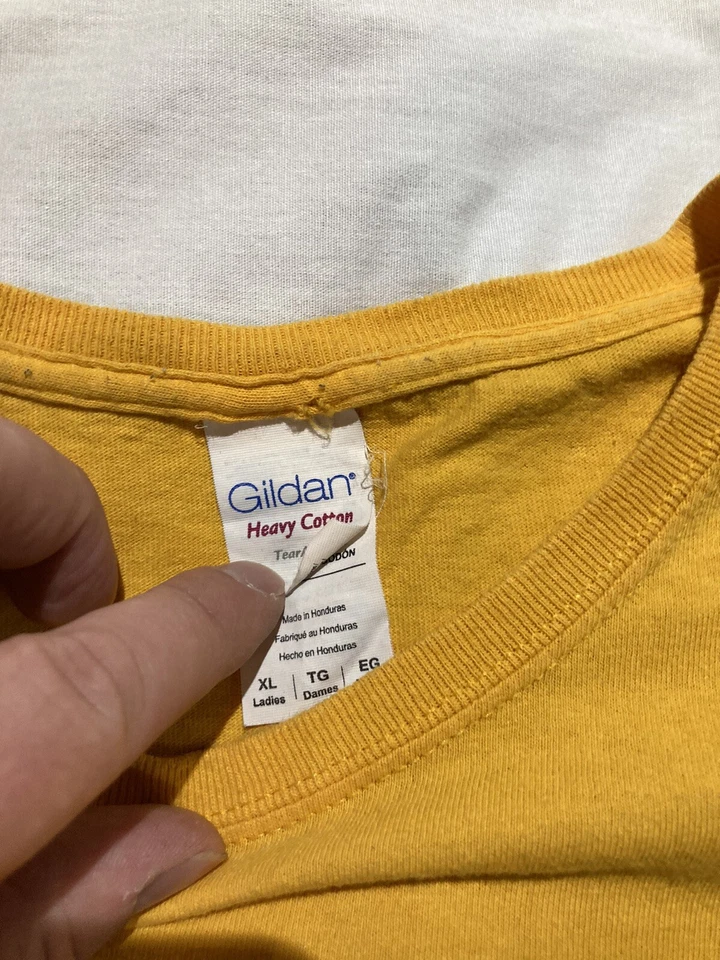 Gildan®
Heavy Cotton
Made in Honduras
Fabriqué au Honduras
Hecho en Honduras
XL | TG | EG
Ladies | Dames